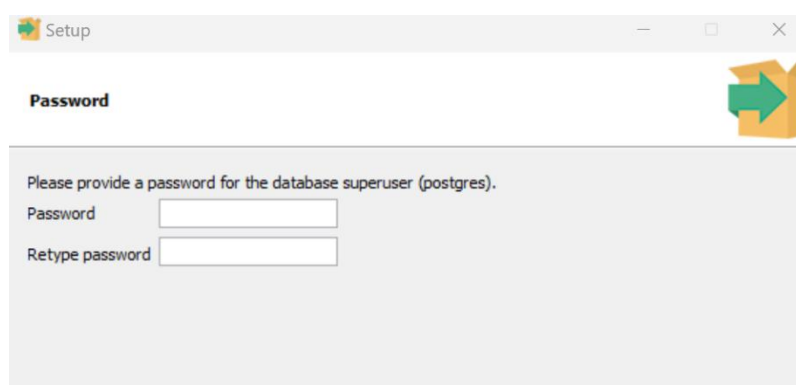 Setup
Password
Please provide a password for the database superuser (postgres).
Password
Retype password